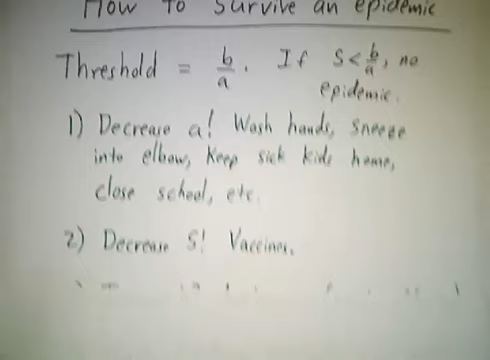 How To Survive an epidemic
Threshold = b/a. If S < b/a, no
epidemic.
1) Decrease a! Wash hands, sneeze
into elbow, keep sick kids home,
close school, etc.
2) Decrease S! Vaccines.